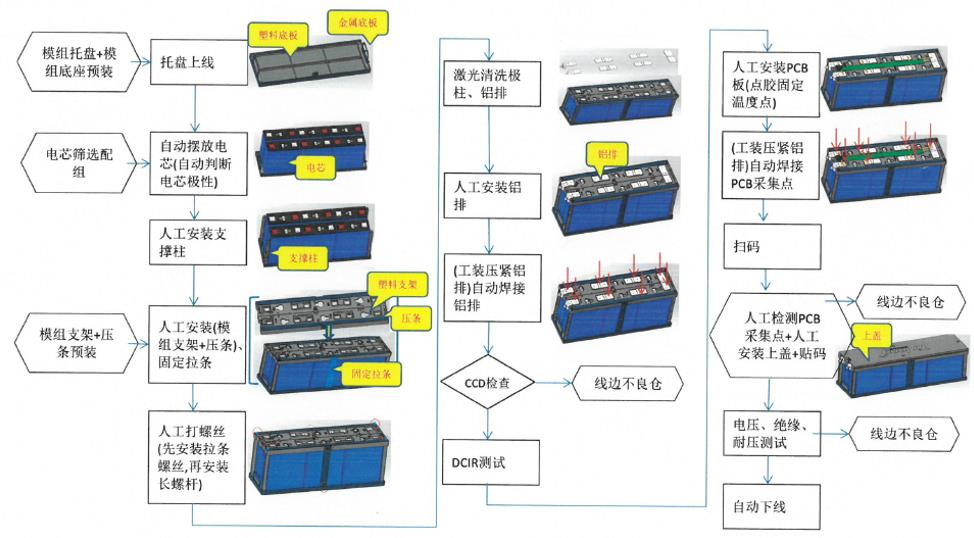 模组托盘+模
组底座预装
托盘上线
塑料底板
金属底板
电芯筛选配
组
自动摆放电
芯(自动判断
电芯极性)
电芯
人工安装支
撑柱
支撑柱
模组支架+压
条预装
人工安装(模
组支架+压条)、
固定拉条
塑料支架
压条
固定拉条
人工打螺丝
(先安装拉条
螺丝,再安装
长螺杆)
激光清洗极
柱、铝排
人工安装铝
排
铝排
(工装压紧铝
排)自动焊接
铝排
CCD检查
线边不良仓
DCIR测试
人工安装PCB
板(点胶固定
温度点)
(工装压紧铝
排)自动焊接
PCB采集点
扫码
人工检测PCB
采集点+人工
安装上盖+贴码
线边不良仓
上盖
电压、绝缘、
耐压测试
线边不良仓
自动下线